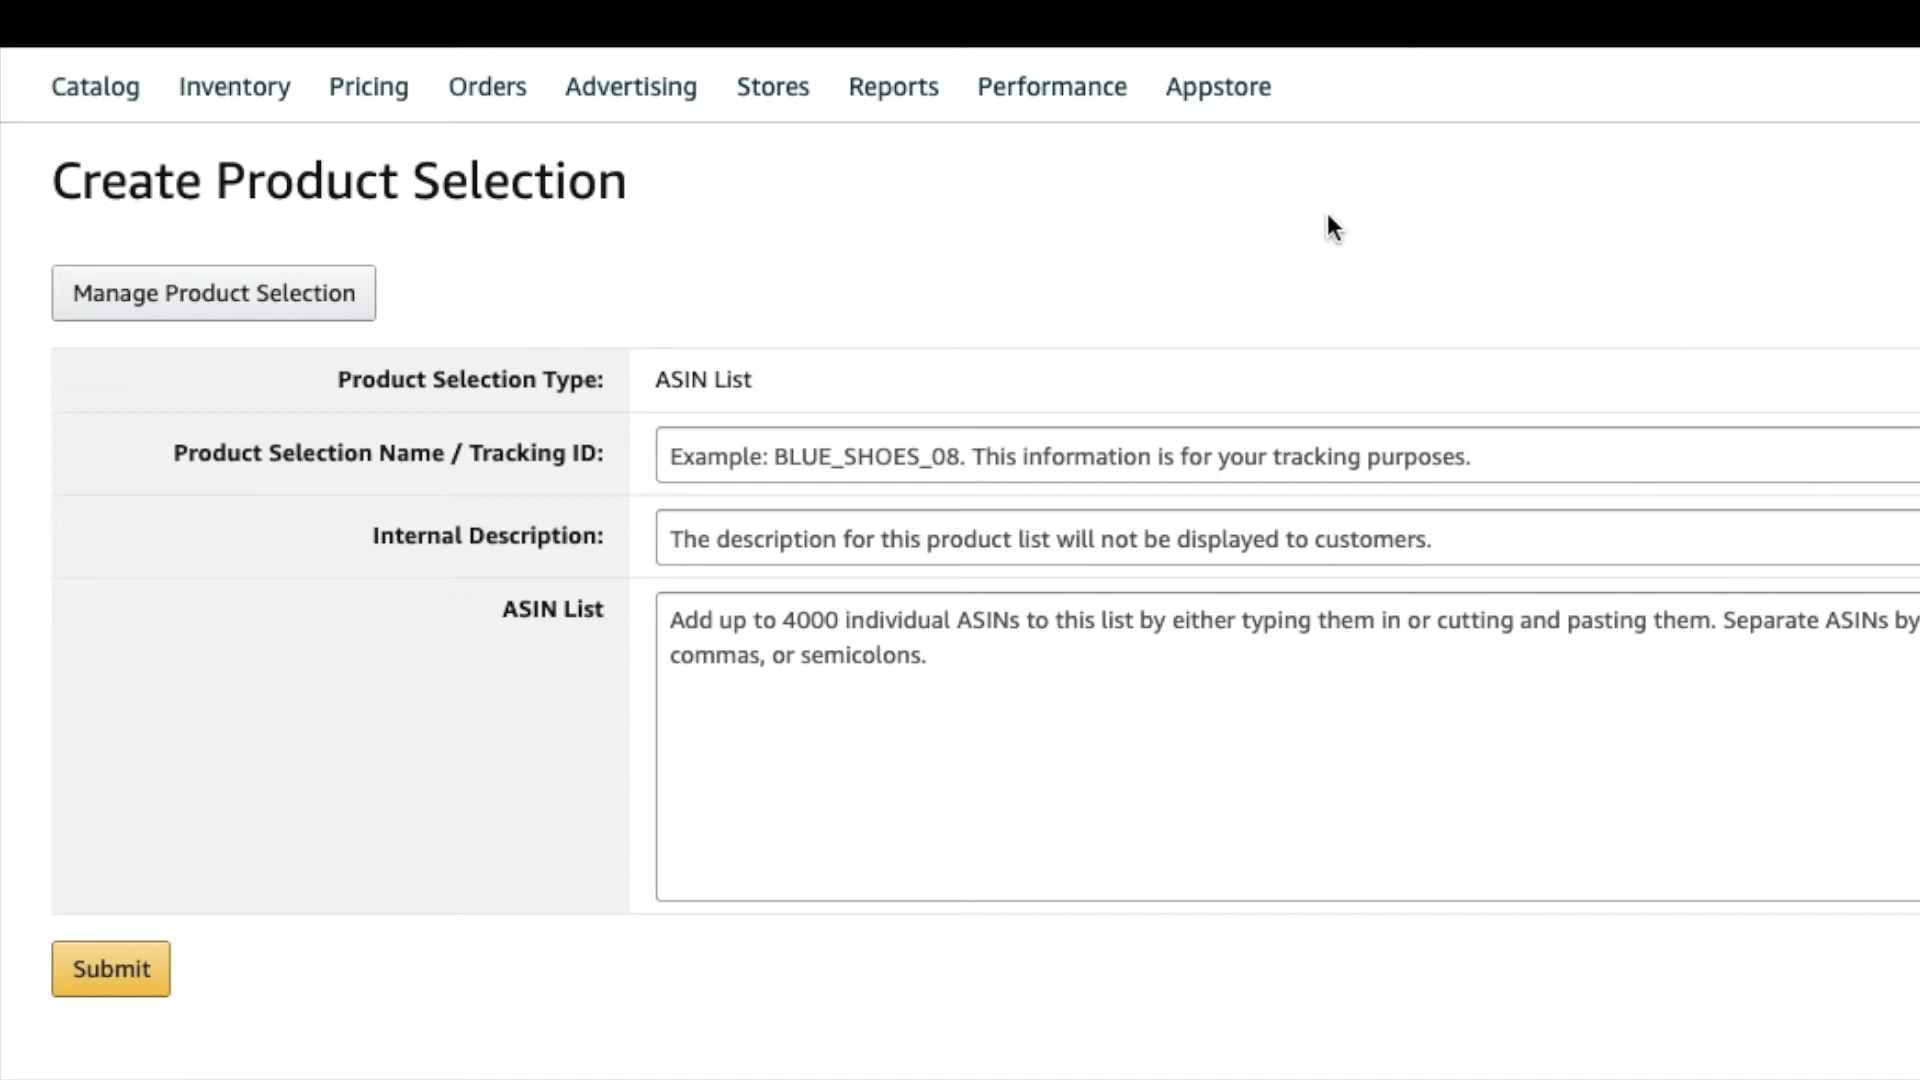 Catalog Inventory Pricing Orders Advertising Stores Reports Performance Appstore
Create Product Selection
Manage Product Selection
Product Selection Type: ASIN List
Product Selection Name / Tracking ID: Example: BLUE_SHOES_08. This information is for your tracking purposes.
Internal Description: The description for this product list will not be displayed to customers.
ASIN List Add up to 4000 individual ASINs to this list by either typing them in or cutting and pasting them. Separate ASINs by
commas, or semicolons.
Submit